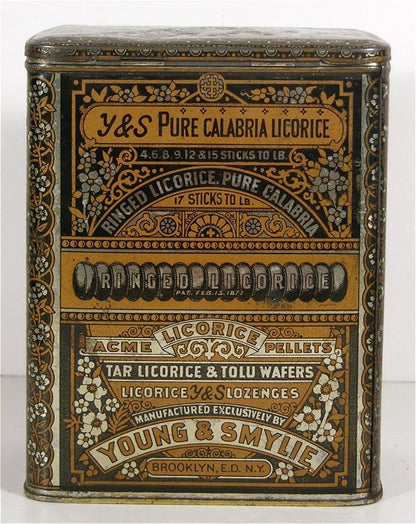 Y&S PURE CALABRIA LICORICE
4.6.8.9.12 & 15 STICKS TO LB.
RINGED LICORICE. PURE CALABRIA
17 STICKS TO LB.
RINGED LICORICE
PAT. FEB. 13. 1877
LICORICE
ACME PELLETS
TAR LICORICE & TOLU WAFERS
LICORICE Y&S LOZENGES
MANUFACTURED EXCLUSIVELY BY
YOUNG & SMYLIE.
BROOKLYN, E.D. N.Y.